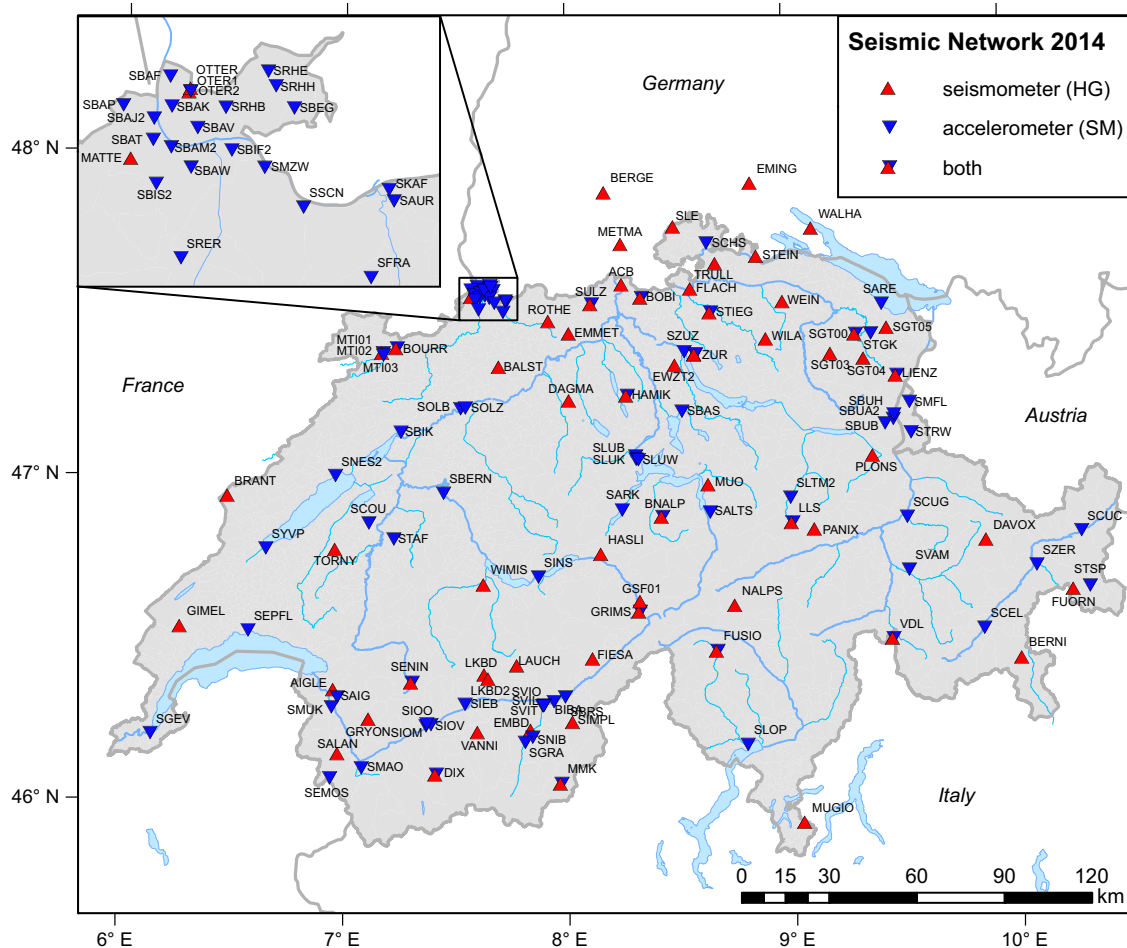 Seismic Network 2014
seismometer (HG)
accelerometer (SM)
both
Germany
France
Austria
Italy
48° N
47° N
46° N
6° E
7° E
8° E
9° E
10° E
0 15 30 60 90 120
km
SBAF
OTTER
OTER1
OTER2
SRHE
SRHH
SBAP
SBAK
SRHB
SBEG
SBAJ2
SBAV
SBAT
SBAM2
SBIF2
MATTE
SBAW
SMZW
SBIS2
SSCN
SKAF
SAUR
SRER
SFRA
BERGE
EMING
SLE
WALHA
METMA
SCHS
STEIN
ACB
TRULL
SULZ
BOBI
FLACH
SARE
ROTHE
STIEG
WEIN
EMMET
SGT00
SGT05
MTI01
MTI02
MTI03
BOURR
SZUZ
ZUR
WILA
STGK
BALST
EWZT2
SGT03
SGT04
LIENZ
DAGMA
HAMIK
SBUH
SMFL
SOLB
SOLZ
SBAS
SBUA2
SBUB
STRW
SBIK
SLUB
SLUK
SLUW
PLONS
SNES2
SBERN
MUO
SLTM2
BRANT
SARK
BNALP
SALTS
LLS
SCUG
SCOU
DAVOX
SCUC
SYVP
STAF
HASLI
PANIX
TORNY
SVAM
SZER
WIMIS
SINS
STSP
GSF01
NALPS
FUORN
GIMEL
SEPFL
GRIMS
VDL
SCEL
FUSIO
BERNI
LKBD
LAUCH
FIESA
SENIN
AIGLE
SAIG
LKBD2
SVIO
SMUK
SIOO
SIEB
SVIL
SVIT
BIBA
SBRS
SGEV
GRYON
SIOM
SIOV
EMBD
SIMPL
SALAN
VANNI
SNIB
SLOP
SGRA
SMAO
DIX
MMK
SEMOS
MUGIO